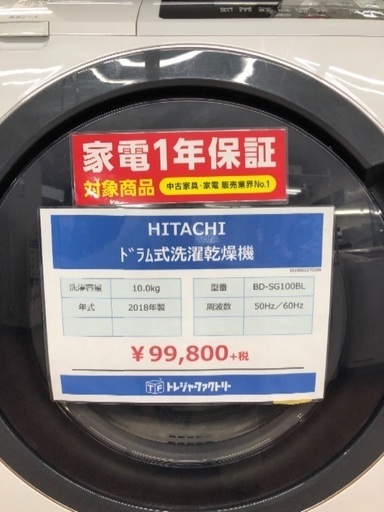 家電1年保証
対象商品
中古家具・家電 販売業界No.1
HITACHI
ﾄﾞﾗﾑ式洗濯乾燥機
洗濯容量 10.0kg 型番 BD-SG100BL
年式 2018年製 周波数 50Hz／60Hz
￥99,800+税
TF トレジャーファクトリー